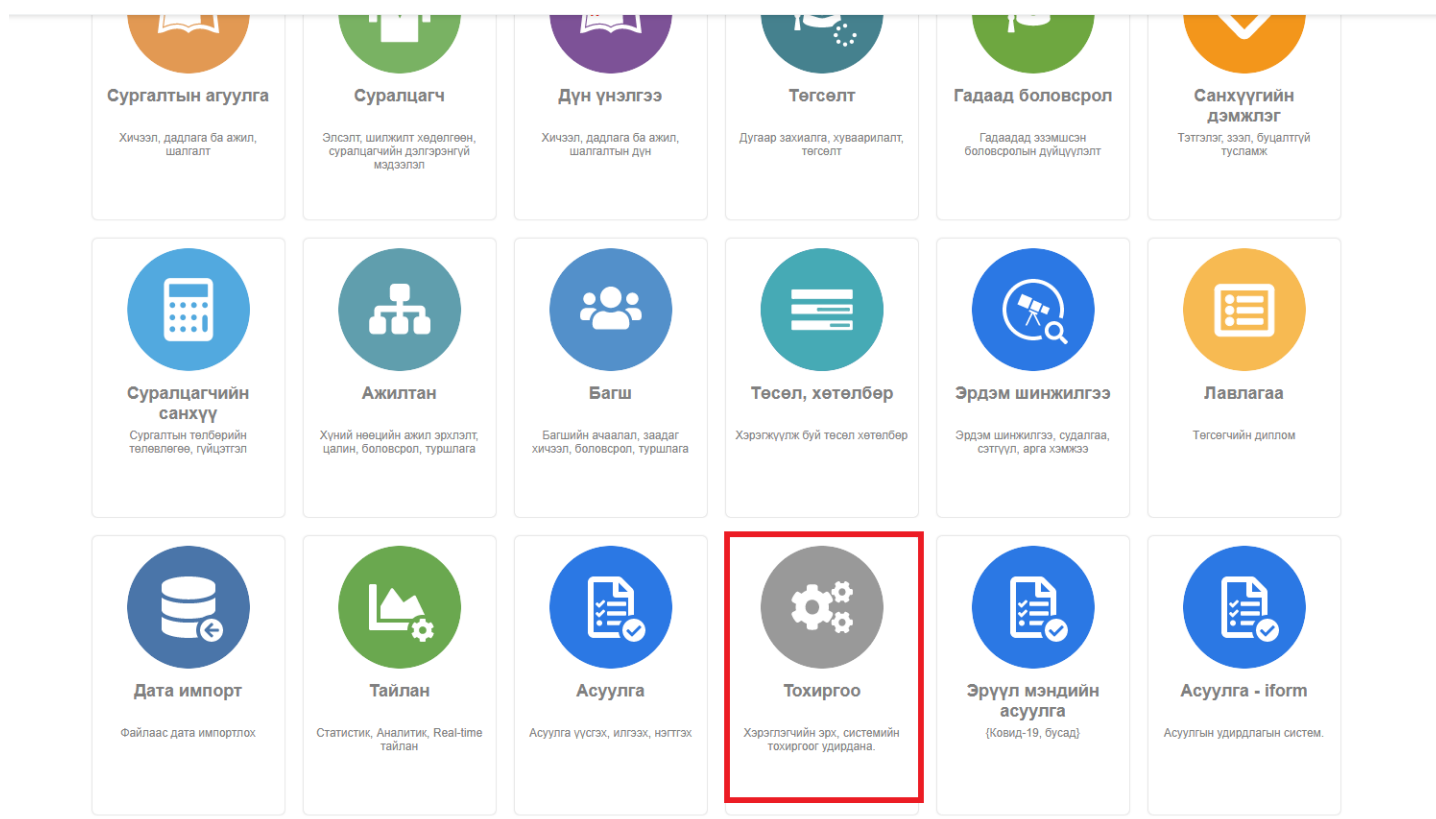 Сургалтын агуулга
Хичээл, дадлага ба ажил,
шалгалт
Суралцагч
Элсэлт, шилжилт хөдөлгөөн,
суралцагчийн дэлгэрэнгүй
мэдээлэл
Дүн үнэлгээ
Хичээл, дадлага ба ажил,
шалгалтын дүн
Төгсөлт
Дугаар захиалга, хуваарилалт,
төгсөлт
Гадаад боловсрол
Гадаадад эзэмшсэн
боловсролын дүйцүүлэлт
Санхүүгийн
дэмжлэг
Тэтгэлэг, зээл, буцалтгүй
тусламж
Суралцагчийн
санхүү
Сургалтын төлбөрийн
төлөвлөгөө, гүйцэтгэл
Ажилтан
Хүний нөөцийн ажил эрхлэлт,
цалин, боловсрол, туршлага
Багш
Багшийн ачаалал, заадаг
хичээл, боловсрол, туршлага
Төсөл, хөтөлбөр
Хэрэгжүүлж буй төсөл хөтөлбөр
Эрдэм шинжилгээ
Эрдэм шинжилгээ, судалгаа,
сэтгүүл, арга хэмжээ
Лавлагаа
Төгсөгчийн диплом
Дата импорт
Файлаас дата импортлох
Тайлан
Статистик, Аналитик, Real-time
тайлан
Асуулга
Асуулга үүсгэх, илгээх, нэгтгэх
Тохиргоо
Хэрэглэгчийн эрх, системийн
тохиргоог удирдана.
Эрүүл мэндийн
асуулга
{Ковид-19, бусад}
Асуулга - iform
Асуулгын удирдлагын систем.